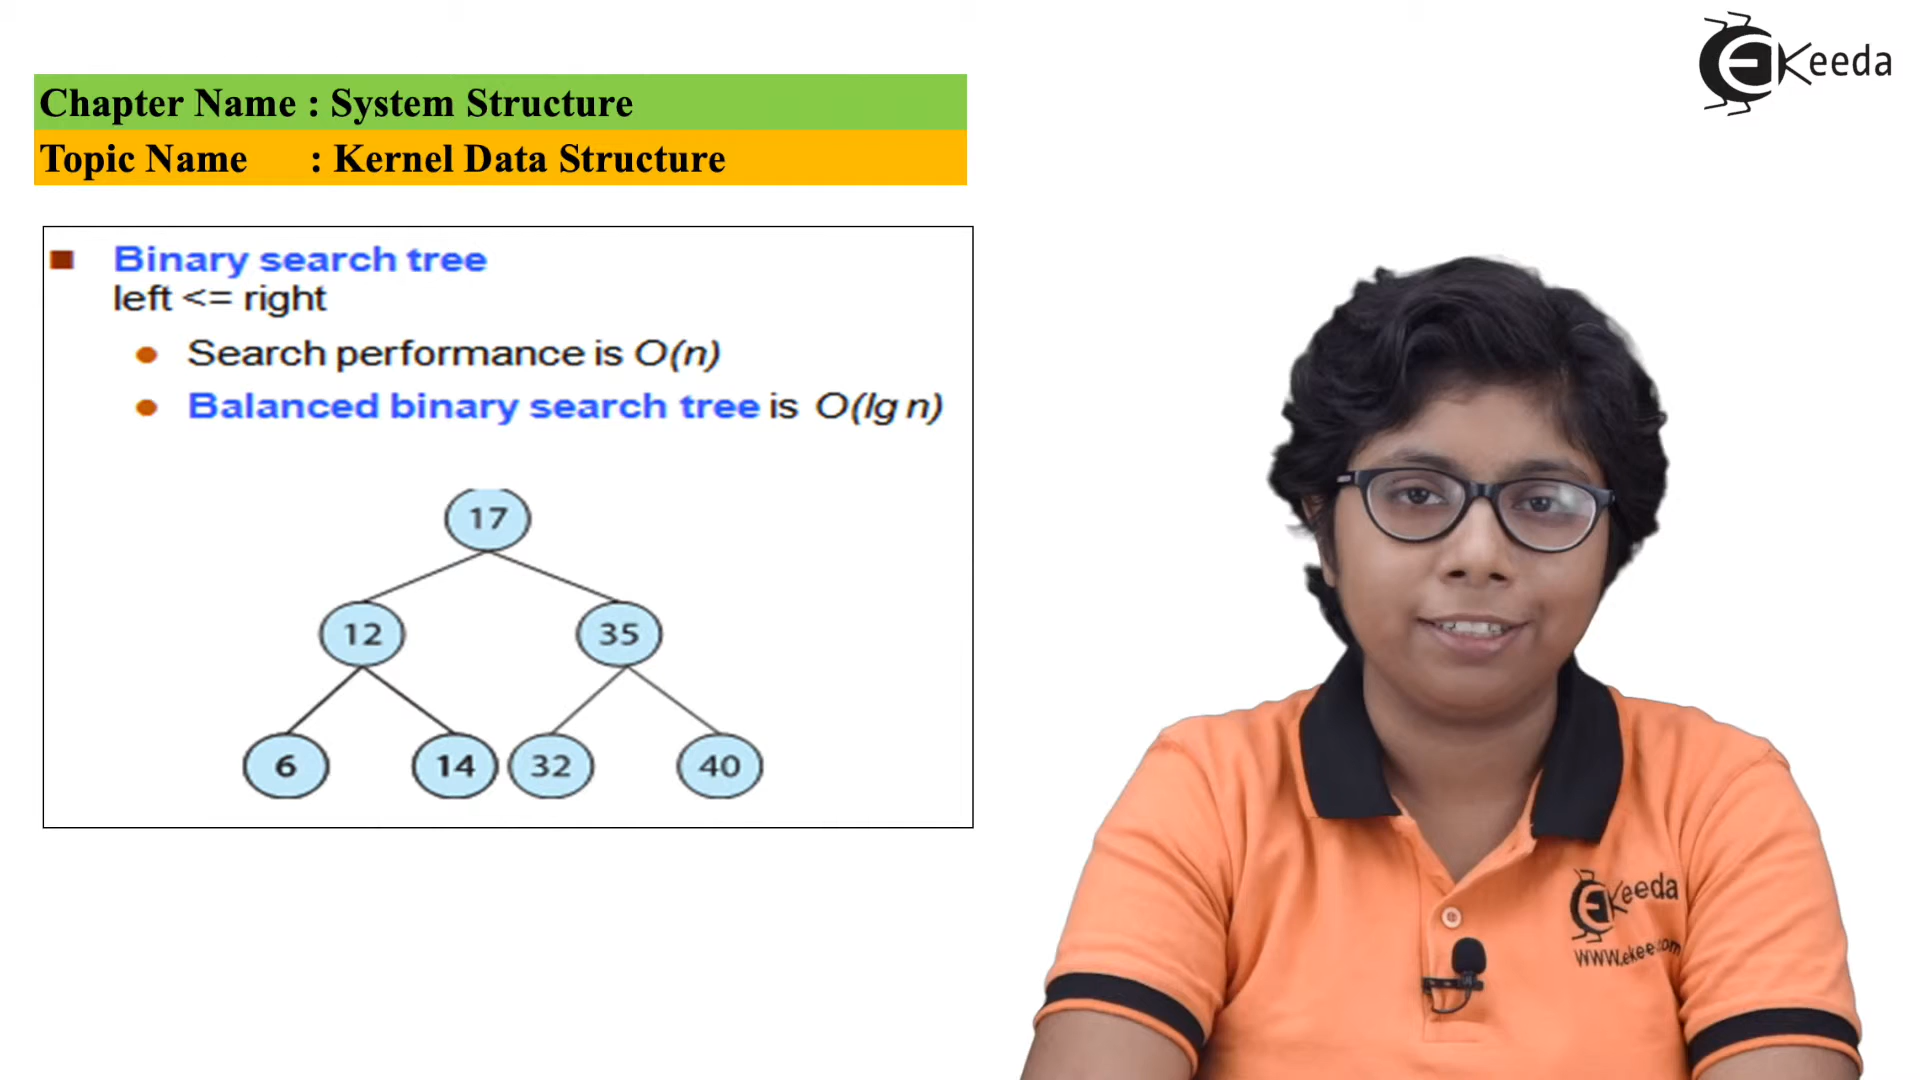 Keeda
Chapter Name : System Structure
Topic Name : Kernel Data Structure
Binary search tree
left <= right
Search performance is O(n)
Balanced binary search tree is O(lg n)
17
12 35
6 14 32 40
Keeda